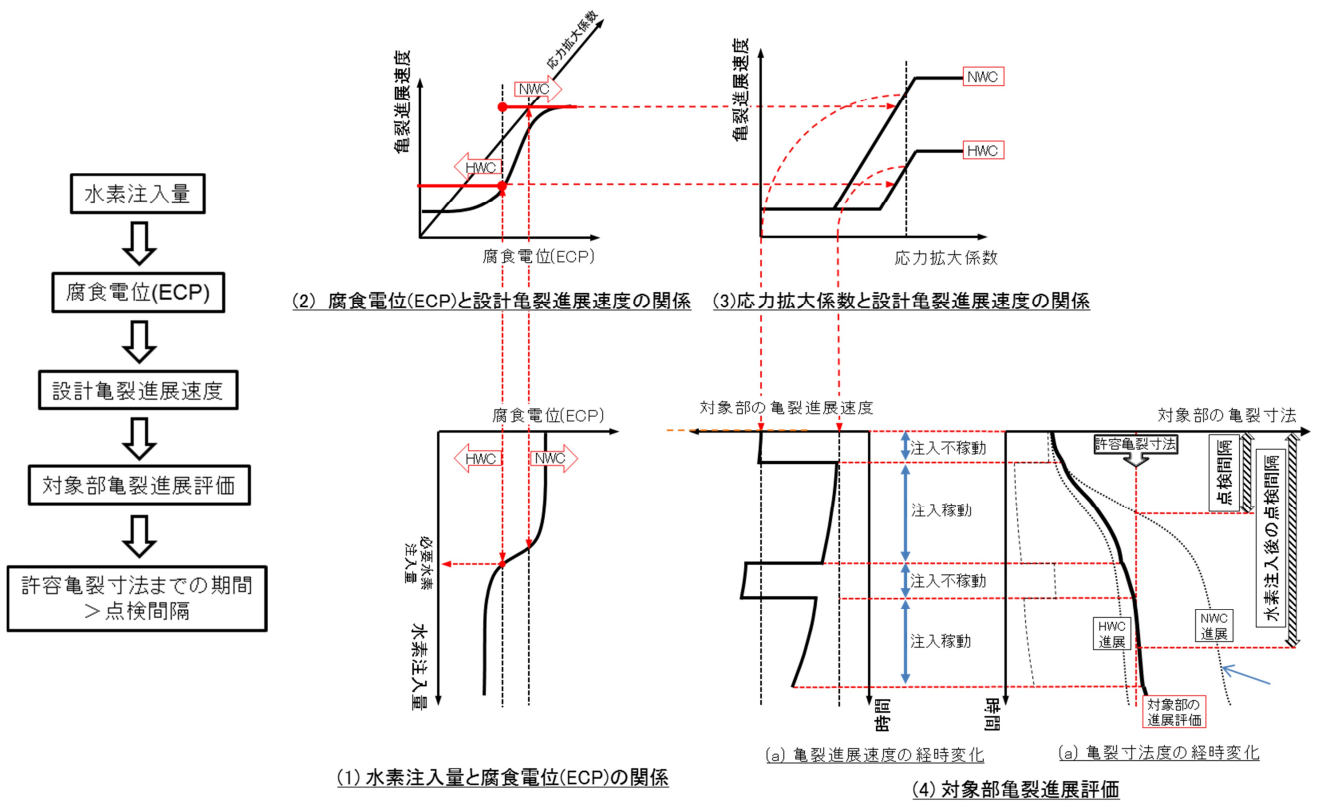 水素注入量
腐食電位(ECP)
設計亀裂進展速度
対象部亀裂進展評価
許容亀裂寸法までの期間
＞点検間隔
亀裂進展速度
応力拡大係数
NWC
HWC
腐食電位(ECP)
(2) 腐食電位(ECP)と設計亀裂進展速度の関係
亀裂進展速度
NWC
HWC
応力拡大係数
(3)応力拡大係数と設計亀裂進展速度の関係
腐食電位(ECP)
HWC
NWC
必要水素
注入量
水素注入量
(1) 水素注入量と腐食電位(ECP)の関係
対象部の亀裂進展速度
注入不稼動
注入稼動
注入不稼動
注入稼動
時間
(a) 亀裂進展速度の経時変化
対象部の亀裂寸法
許容亀裂寸法
点検間隔
水素注入後の点検間隔
HWC
進展
NWC
進展
対象部の
進展評価
時間
(a) 亀裂寸法度の経時変化
(4) 対象部亀裂進展評価